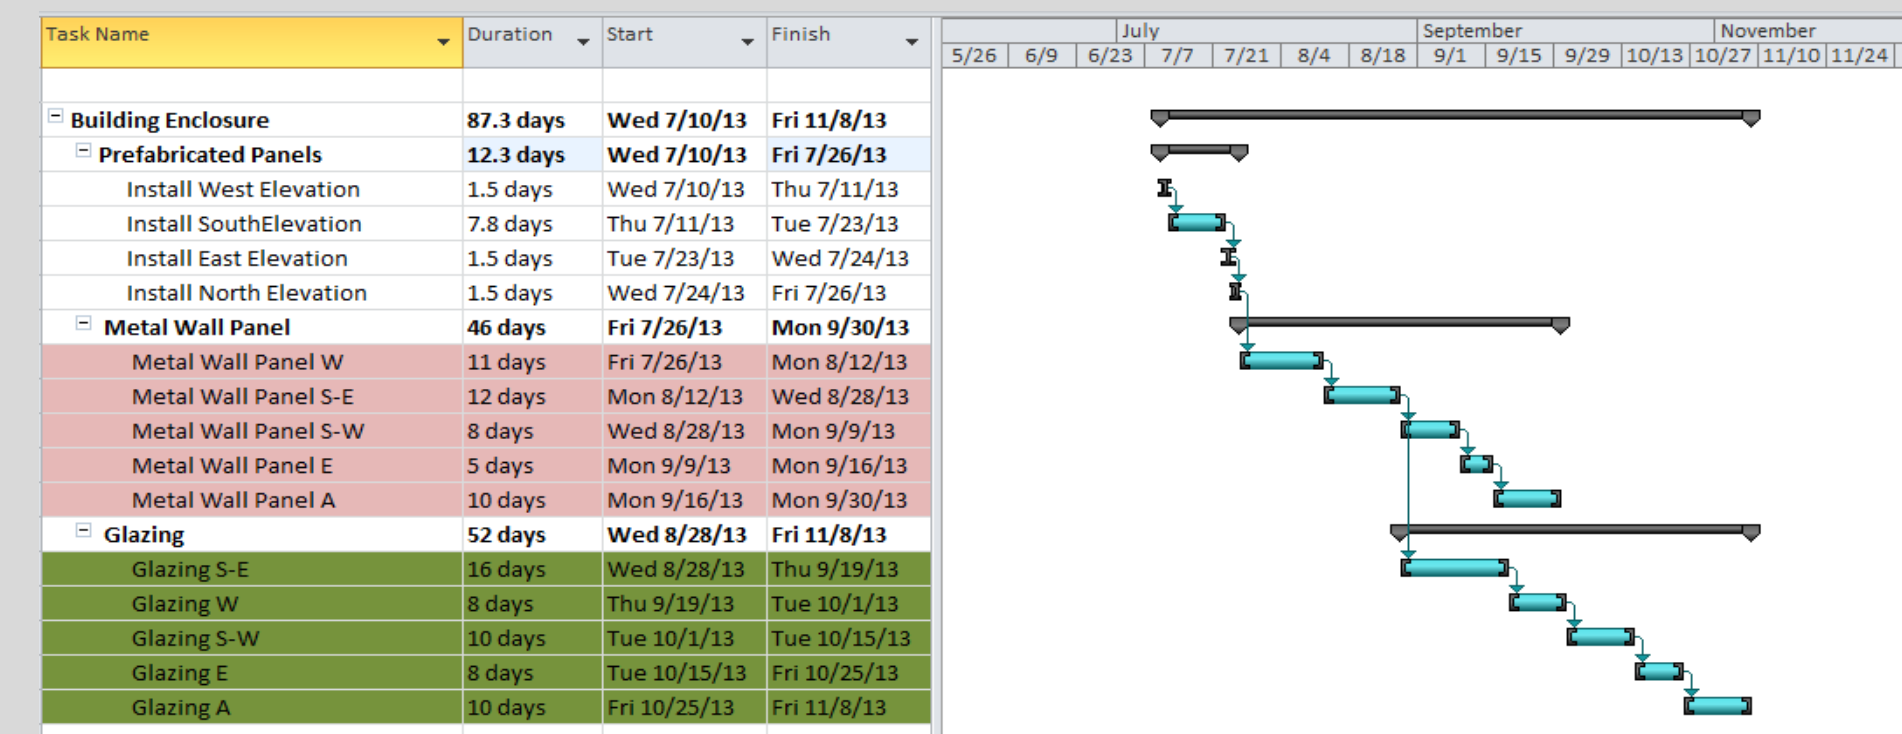 Task Name Duration Start Finish July September November
5/26 6/9 6/23 7/7 7/21 8/4 8/18 9/1 9/15 9/29 10/13 10/27 11/10 11/24
Building Enclosure 87.3 days Wed 7/10/13 Fri 11/8/13
Prefabricated Panels 12.3 days Wed 7/10/13 Fri 7/26/13
Install West Elevation 1.5 days Wed 7/10/13 Thu 7/11/13
Install SouthElevation 7.8 days Thu 7/11/13 Tue 7/23/13
Install East Elevation 1.5 days Tue 7/23/13 Wed 7/24/13
Install North Elevation 1.5 days Wed 7/24/13 Fri 7/26/13
Metal Wall Panel 46 days Fri 7/26/13 Mon 9/30/13
Metal Wall Panel W 11 days Fri 7/26/13 Mon 8/12/13
Metal Wall Panel S-E 12 days Mon 8/12/13 Wed 8/28/13
Metal Wall Panel S-W 8 days Wed 8/28/13 Mon 9/9/13
Metal Wall Panel E 5 days Mon 9/9/13 Mon 9/16/13
Metal Wall Panel A 10 days Mon 9/16/13 Mon 9/30/13
Glazing 52 days Wed 8/28/13 Fri 11/8/13
Glazing S-E 16 days Wed 8/28/13 Thu 9/19/13
Glazing W 8 days Thu 9/19/13 Tue 10/1/13
Glazing S-W 10 days Tue 10/1/13 Tue 10/15/13
Glazing E 8 days Tue 10/15/13 Fri 10/25/13
Glazing A 10 days Fri 10/25/13 Fri 11/8/13